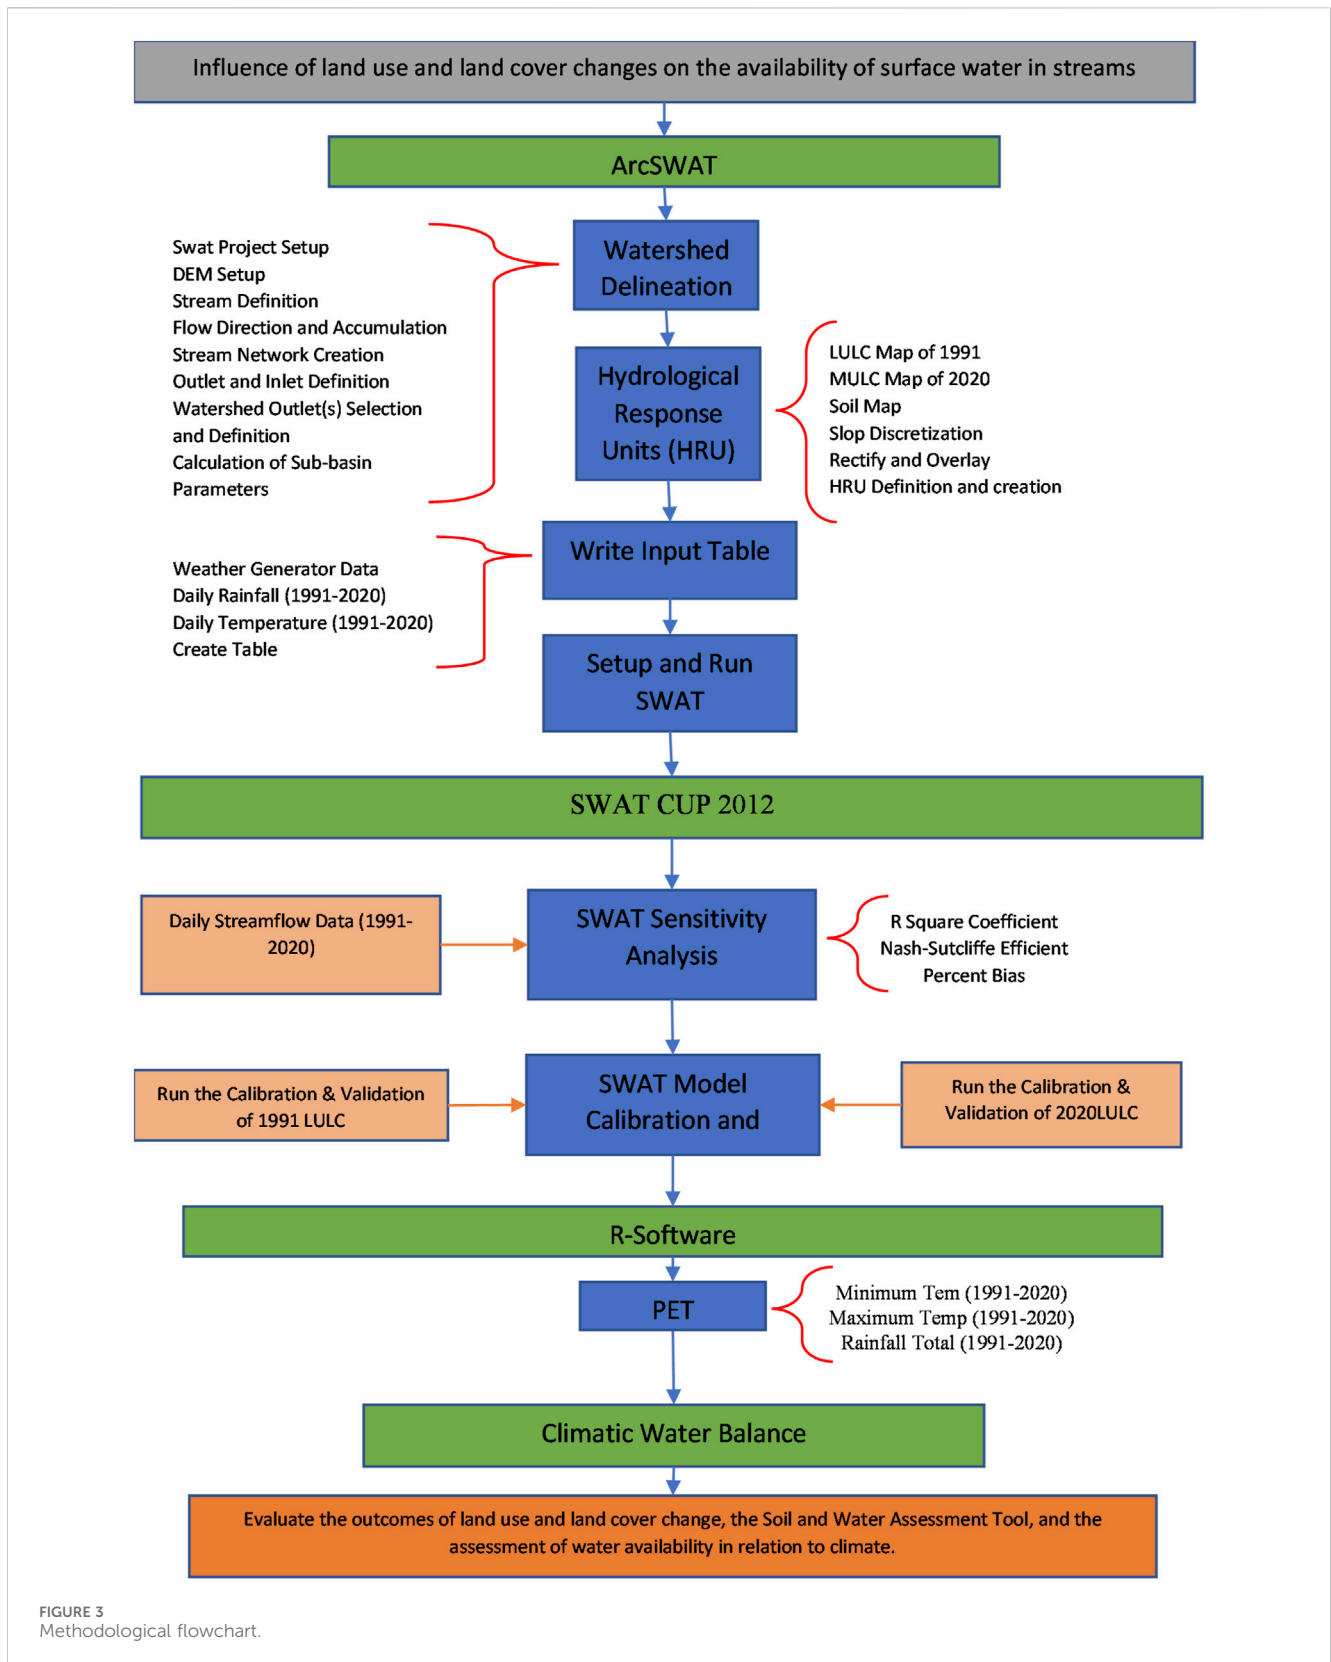 Influence of land use and land cover changes on the availability of surface water in streams
ArcSWAT
Watershed
Delineation
Swat Project Setup
DEM Setup
Stream Definition
Flow Direction and Accumulation
Stream Network Creation
Outlet and Inlet Definition
Watershed Outlet(s) Selection
and Definition
Calculation of Sub-basin
Parameters
Hydrological
Response
Units (HRU)
LULC Map of 1991
MULC Map of 2020
Soil Map
Slop Discretization
Rectify and Overlay
HRU Definition and creation
Write Input Table
Weather Generator Data
Daily Rainfall (1991-2020)
Daily Temperature (1991-2020)
Create Table
Setup and Run
SWAT
SWAT CUP 2012
Daily Streamflow Data (1991-
2020)
SWAT Sensitivity
Analysis
R Square Coefficient
Nash-Sutcliffe Efficient
Percent Bias
Run the Calibration & Validation
of 1991 LULC
SWAT Model
Calibration and
Run the Calibration &
Validation of 2020LULC
R-Software
PET
Minimum Tem (1991-2020)
Maximum Temp (1991-2020)
Rainfall Total (1991-2020)
Climatic Water Balance
Evaluate the outcomes of land use and land cover change, the Soil and Water Assessment Tool, and the
assessment of water availability in relation to climate.
FIGURE 3
Methodological flowchart.